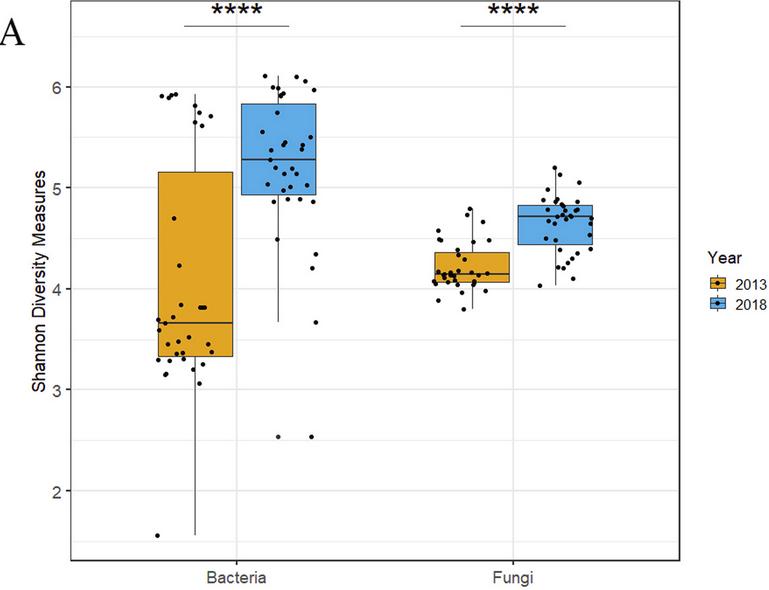 A
****
****
Shannon Diversity Measures
6
5
4
3
2
Bacteria
Fungi
Year
2013
2018